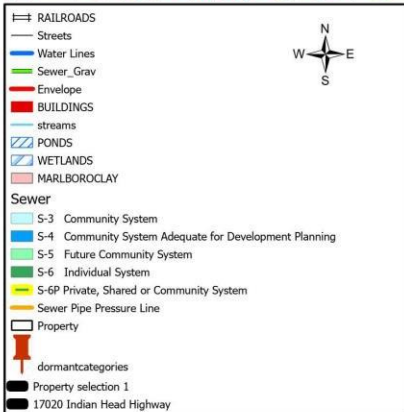 RAILROADS
Streets
Water Lines
Sewer_Grav
Envelope
BUILDINGS
streams
PONDS
WETLANDS
MARLBOROCLAY
Sewer
S-3 Community System
S-4 Community System Adequate for Development Planning
S-5 Future Community System
S-6 Individual System
S-6P Private, Shared or Community System
Sewer Pipe Pressure Line
Property
dormantcategories
Property selection 1
17020 Indian Head Highway
N
W E
S